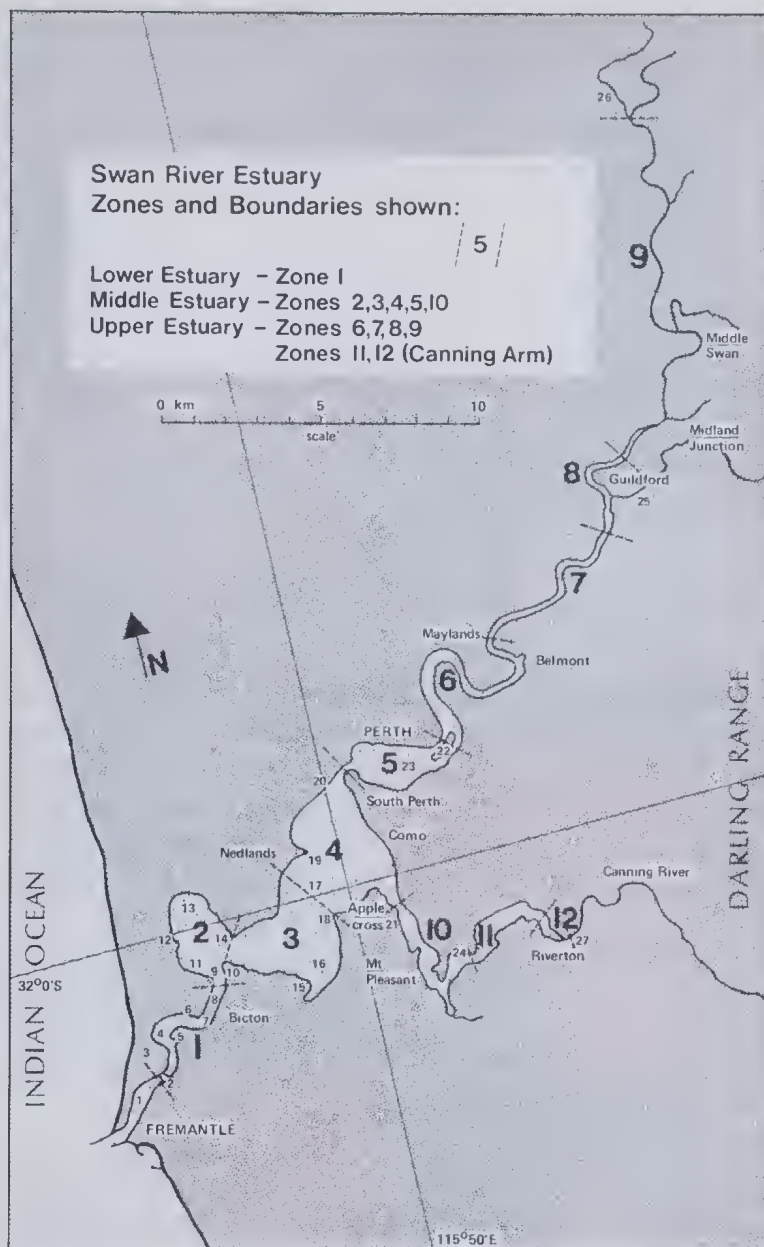 Swan River Estuary
Zones and Boundaries shown:
5
Lower Estuary – Zone 1
Middle Estuary – Zones 2,3,4,5,10
Upper Estuary – Zones 6,7,8,9
Zones 11,12 (Canning Arm)
0 km 5 10
scale
26
9
Middle
Swan
Midland
Junction
8
Guildford
25
7
N
Maylands
Belmont
6
PERTH
22
5
23
20
South Perth
DARLING RANGE
Como
4
Nedlands
19
17
Canning River
13
18
Apple
cross
21
2
14
3
10
12
12
24
11
27
Riverton
11
16
Mt
Pleasant
9
10
15
32°0'S
8
Bicton
6
7
4
5
1
3
2
1
INDIAN OCEAN
FREMANTLE
115°50'E